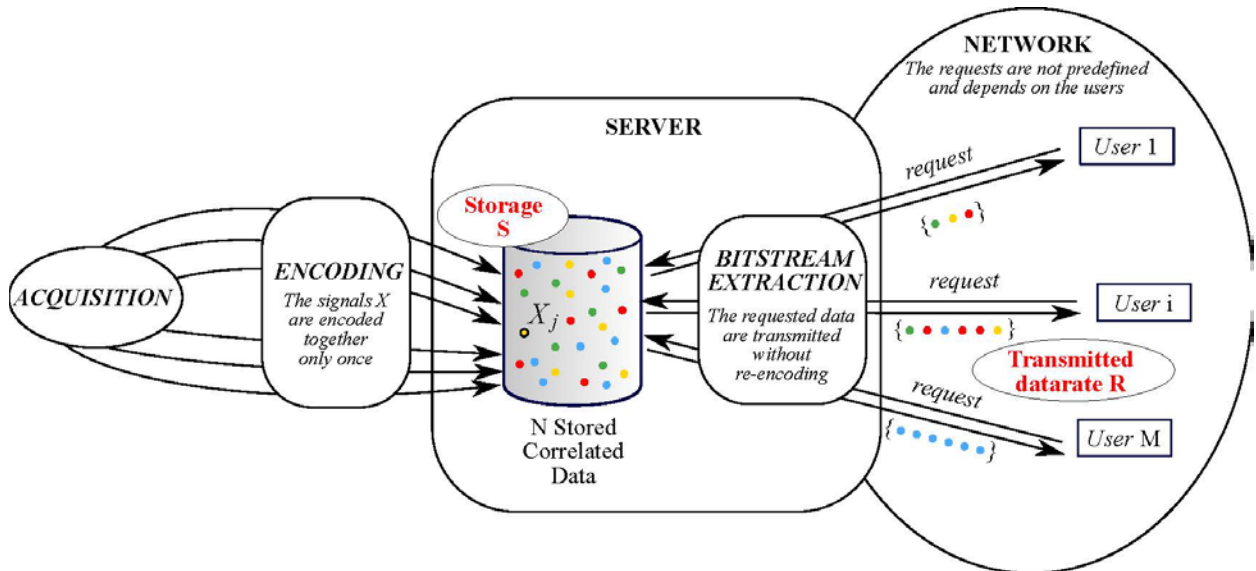 ACQUISITION
ENCODING
The signals X
are encoded
together
only once
SERVER
Storage
S
X_j
N Stored
Correlated
Data
BITSTREAM
EXTRACTION
The requested data
are transmitted
without
re-encoding
NETWORK
The requests are not predefined
and depends on the users
request
User 1
{ }
request
User i
{ }
Transmitted
datarate R
request
User M
{ }